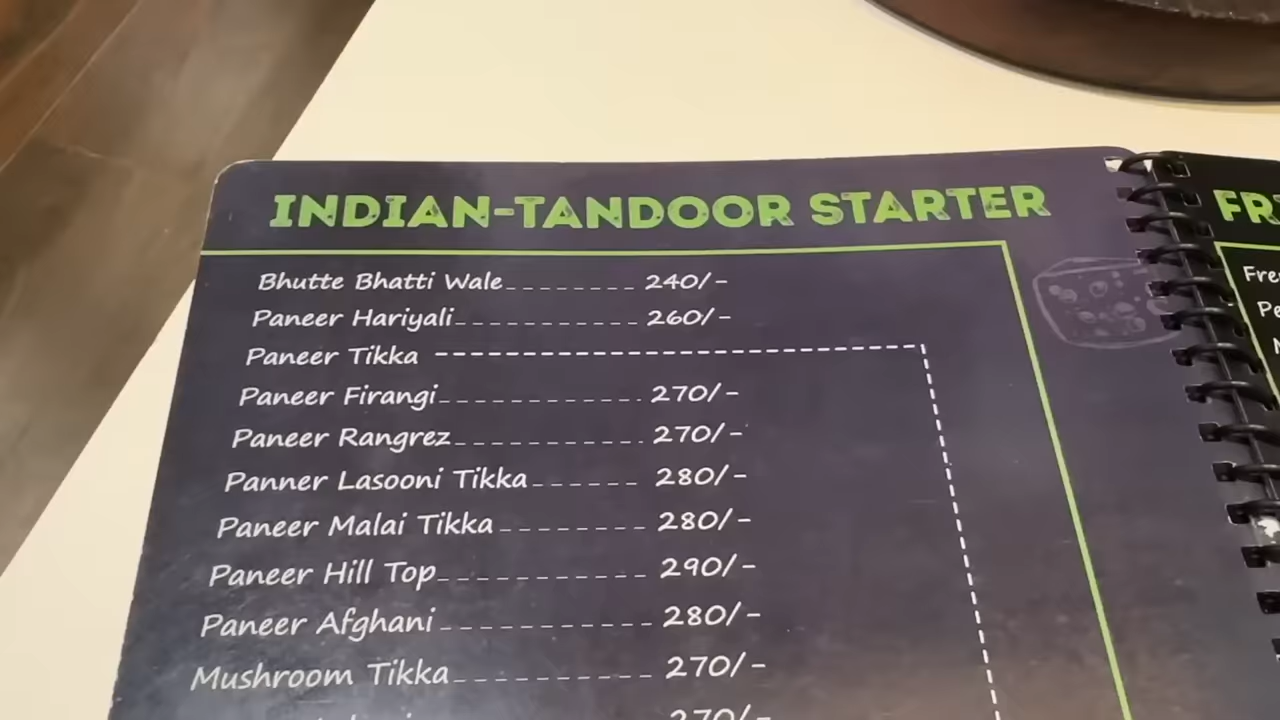 INDIAN-TANDOOR STARTER
Bhutte Bhatti Wale 240/-
Paneer Hariyali 260/-
Paneer Tikka
Paneer Firangi 270/-
Paneer Rangrez 270/-
Panner Lasooni Tikka 280/-
Paneer Malai Tikka 280/-
Paneer Hill Top 290/-
Paneer Afghani 280/-
Mushroom Tikka 270/-
270/-